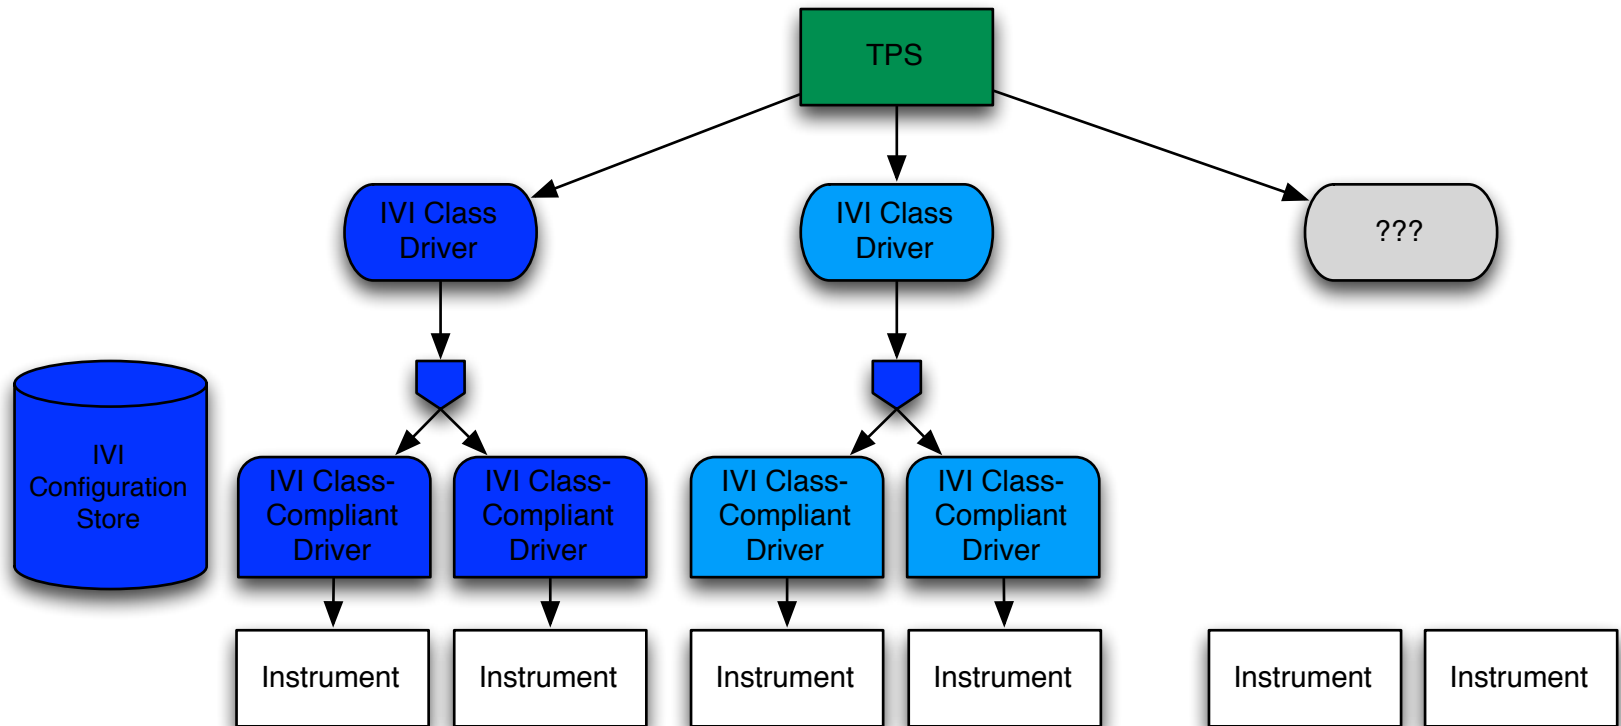 TPS
IVI Class
Driver
IVI Class
Driver
???
IVI
Configuration
Store
IVI Class-
Compliant
Driver
IVI Class-
Compliant
Driver
IVI Class-
Compliant
Driver
IVI Class-
Compliant
Driver
Instrument
Instrument
Instrument
Instrument
Instrument
Instrument